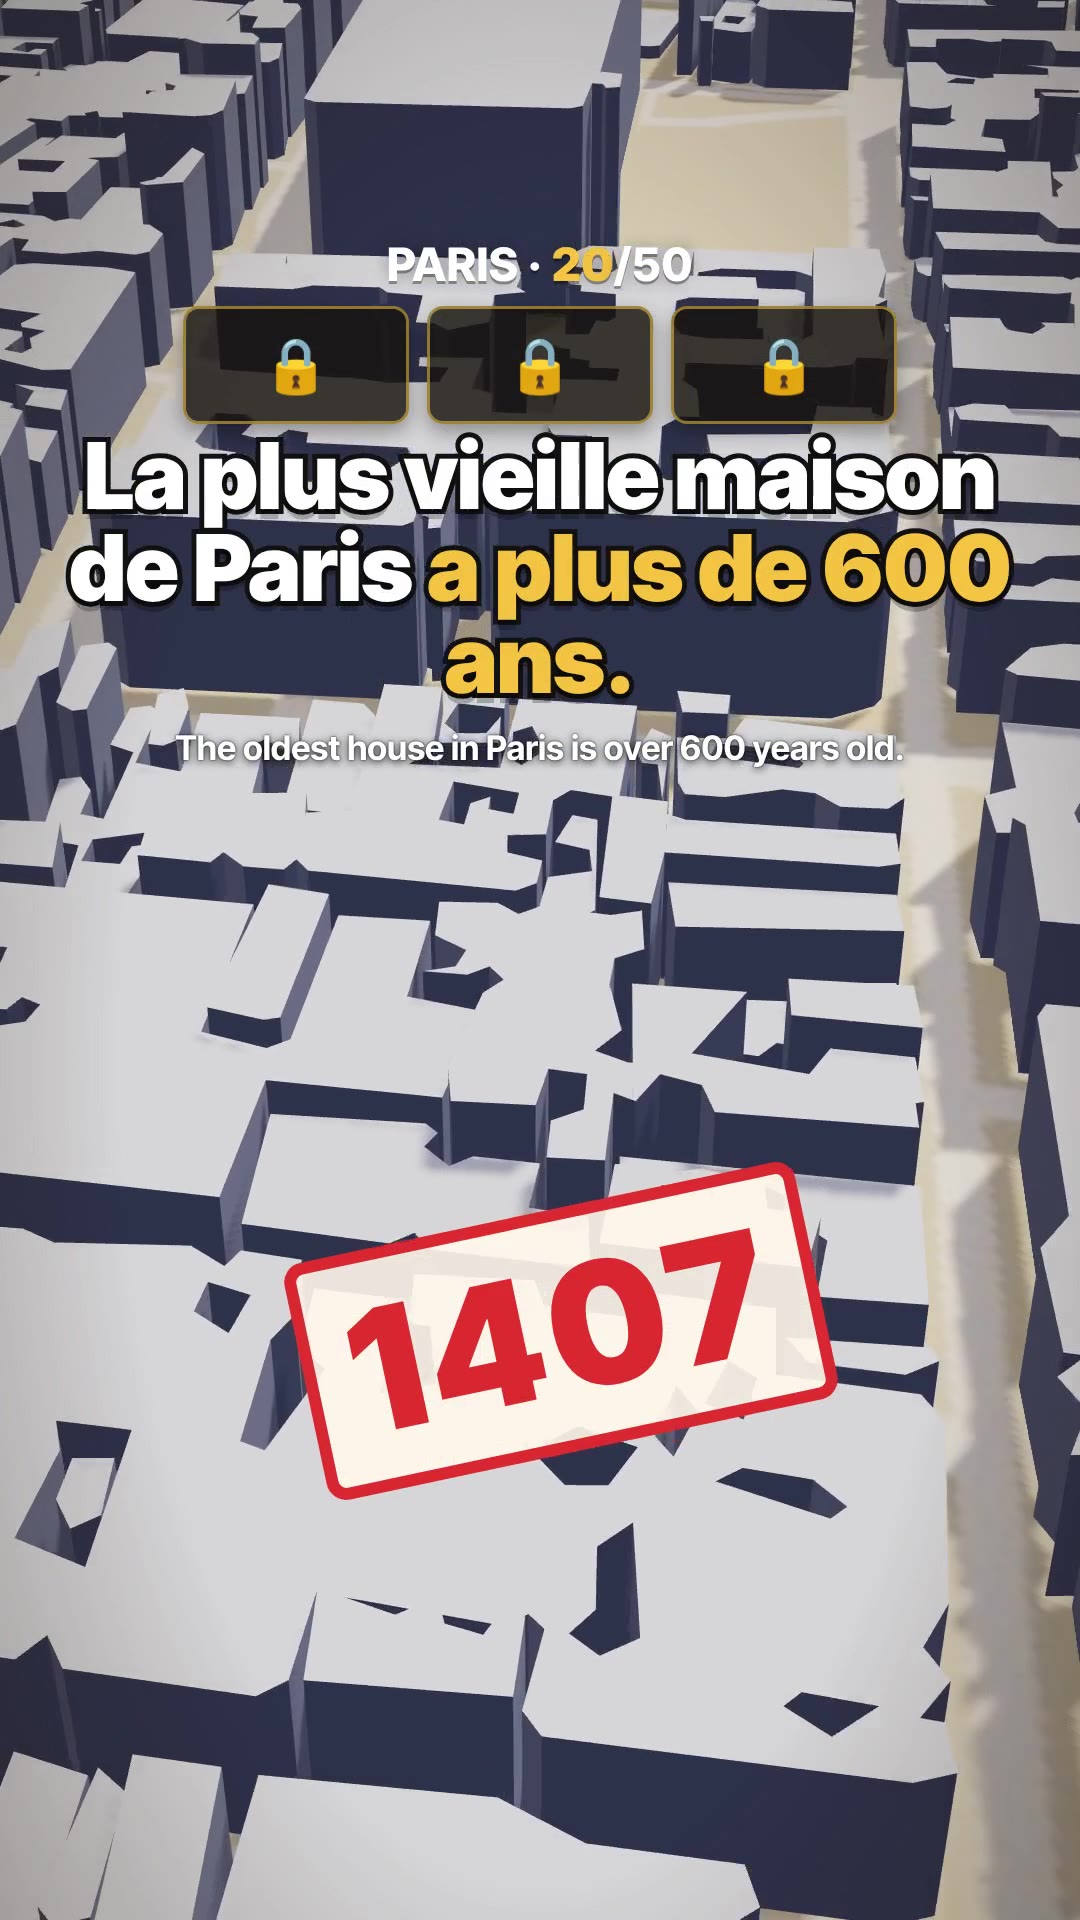 PARIS · 20/50
La plus vieille maison
de Paris a plus de 600
ans.
The oldest house in Paris is over 600 years old.
1407